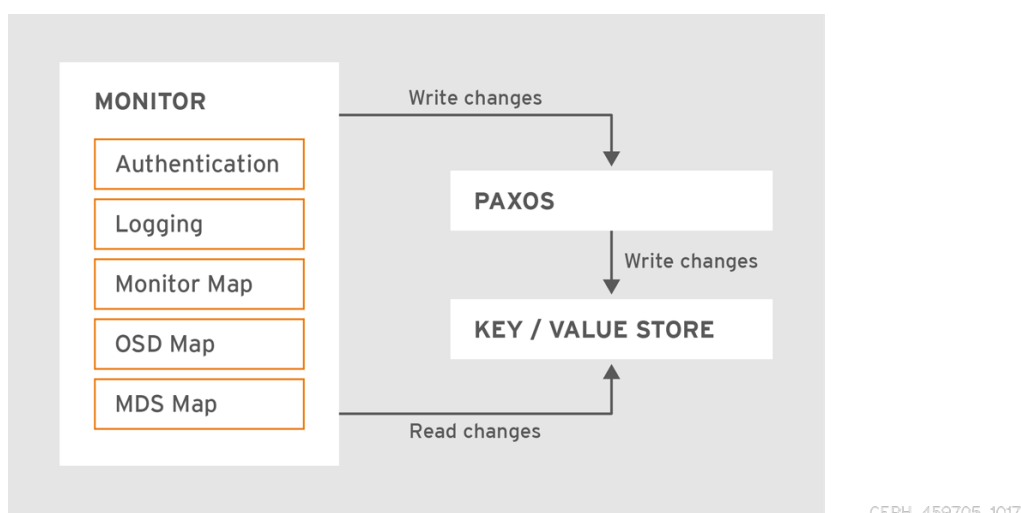 MONITOR
Authentication
Logging
Monitor Map
OSD Map
MDS Map
Write changes
PAXOS
Write changes
KEY / VALUE STORE
Read changes
CEPH_459705_1017